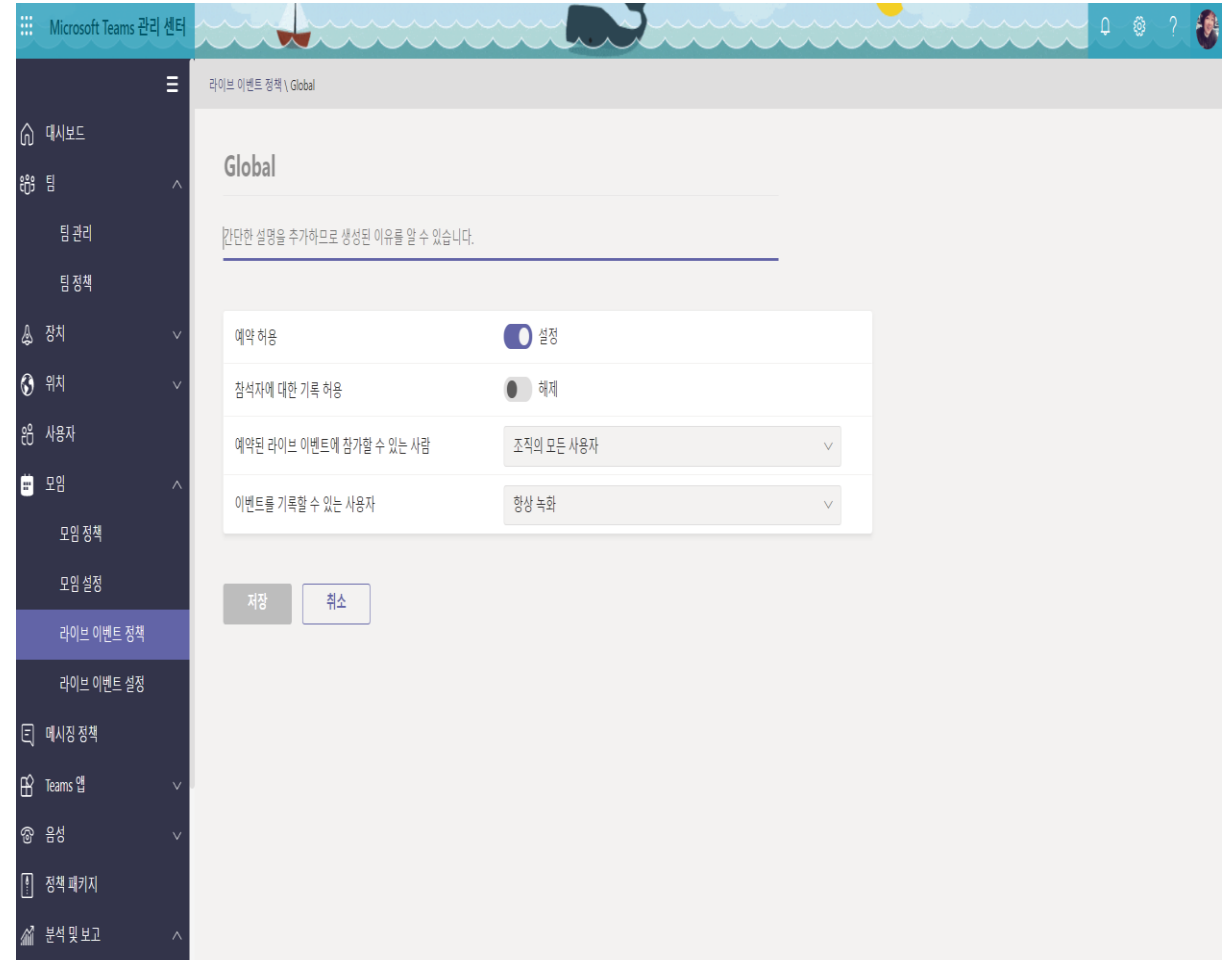 Microsoft Teams 관리 센터
?
라이브 이벤트 정책 \ Global
대시보드
팀
팀 관리
팀 정책
장치
위치
사용자
모임
모임 정책
모임 설정
라이브 이벤트 정책
라이브 이벤트 설정
메시징 정책
Teams 앱
음성
정책 패키지
분석 및 보고
Global
간단한 설명을 추가하므로 생성된 이유를 알 수 있습니다.
예약 허용 설정
참석자에 대한 기록 허용 해제
예약된 라이브 이벤트에 참가할 수 있는 사람 조직의 모든 사용자
이벤트를 기록할 수 있는 사용자 항상 녹화
저장 취소